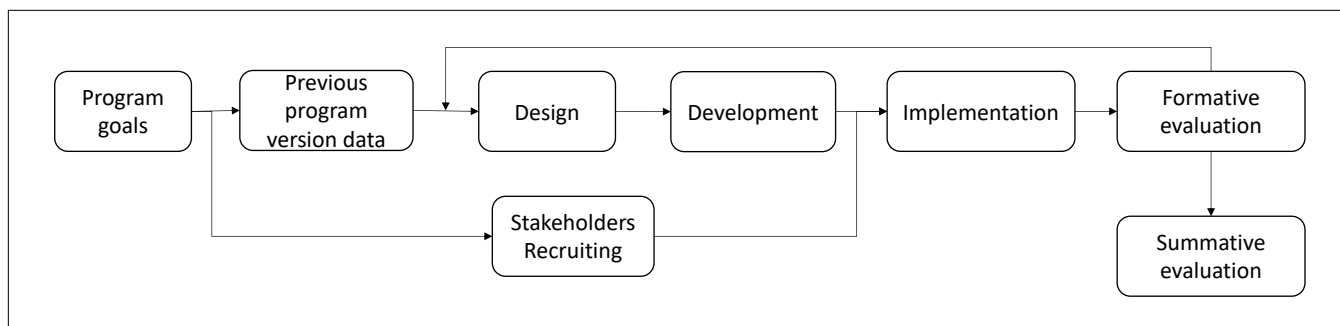 Program
goals
Previous
program
version data
Design
Development
Implementation
Formative
evaluation
Stakeholders
Recruiting
Summative
evaluation